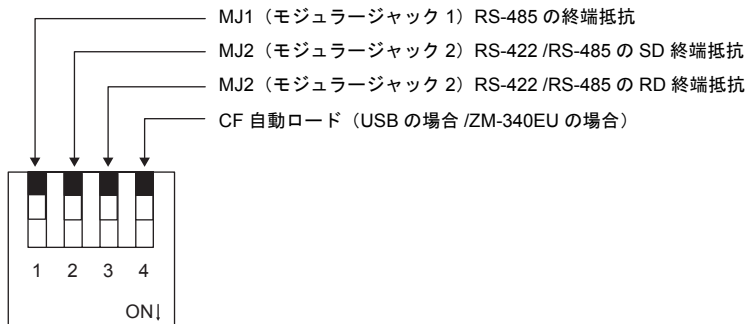 MJ1（モジュラージャック 1）RS-485 の終端抵抗
MJ2（モジュラージャック 2）RS-422 /RS-485 の SD 終端抵抗
MJ2（モジュラージャック 2）RS-422 /RS-485 の RD 終端抵抗
CF 自動ロード（USB の場合 /ZM-340EU の場合）
1 2 3 4
ON↓